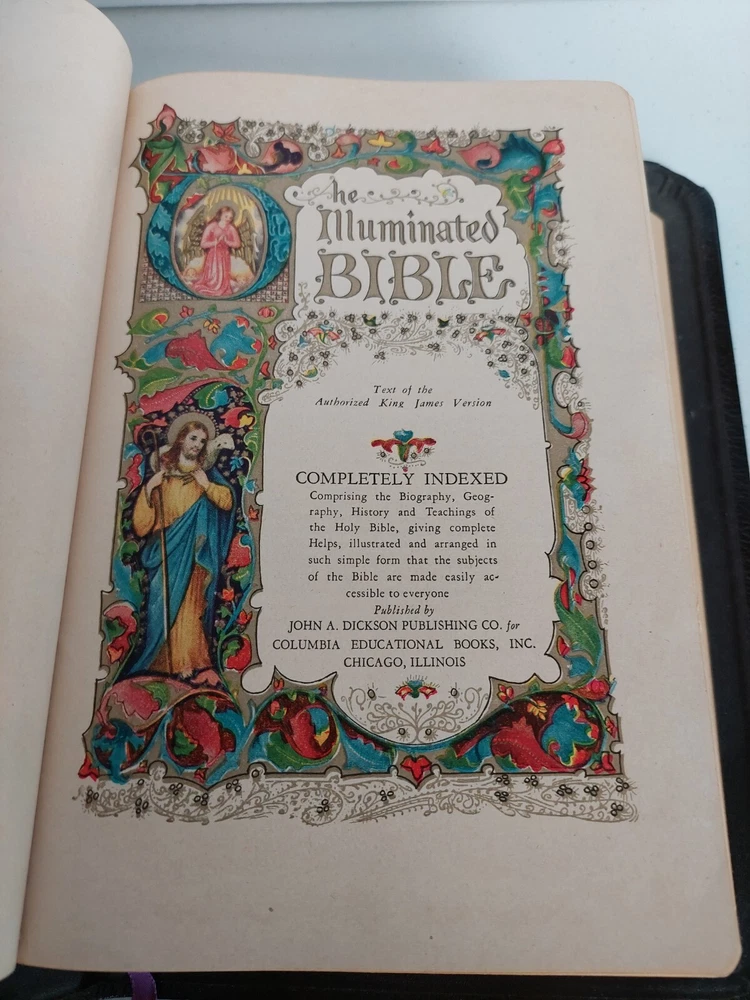 The
Illuminated
BIBLE
Text of the
Authorized King James Version
COMPLETELY INDEXED
Comprising the Biography, Geog-
raphy, History and Teachings of
the Holy Bible, giving complete
Helps, illustrated and arranged in
such simple form that the subjects
of the Bible are made easily ac-
cessible to everyone
Published by
JOHN A. DICKSON PUBLISHING CO. for
COLUMBIA EDUCATIONAL BOOKS, INC.
CHICAGO, ILLINOIS